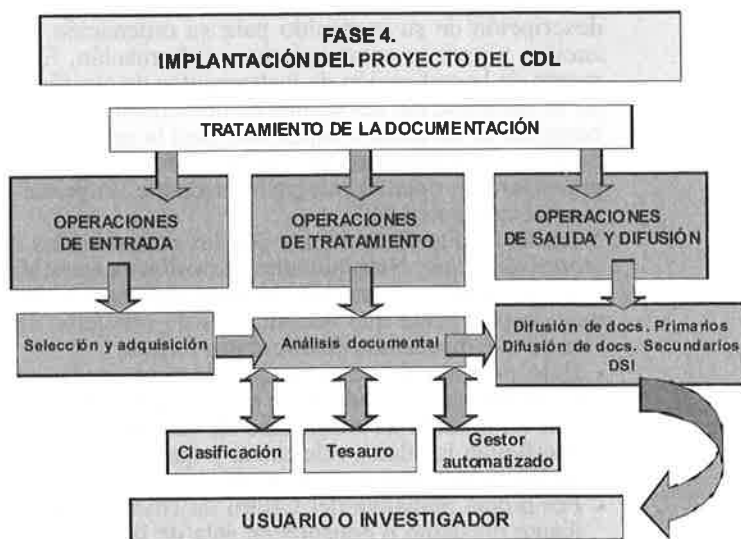 FASE 4.
IMPLANTACIÓN DEL PROYECTO DEL CDL
TRATAMIENTO DE LA DOCUMENTACIÓN
OPERACIONES
DE ENTRADA
OPERACIONES
DE TRATAMIENTO
OPERACIONES
DE SALIDA Y DIFUSIÓN
Selección y adquisición
Análisis documental
Difusión de docs. Primarios
Difusión de docs. Secundarios
DSI
Clasificación
Tesauro
Gestor
automatizado
USUARIO O INVESTIGADOR